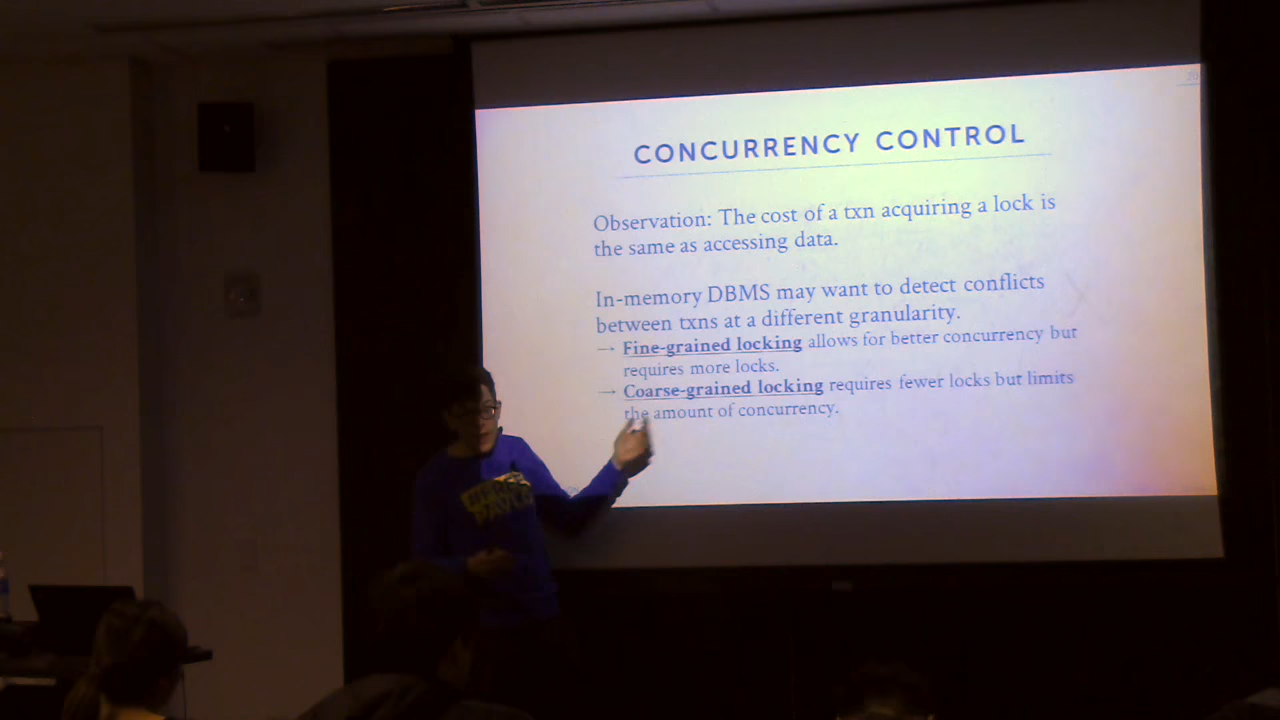 CONCURRENCY CONTROL
Observation: The cost of a txn acquiring a lock is
the same as accessing data.
In-memory DBMS may want to detect conflicts
between txns at a different granularity.
→ Fine-grained locking allows for better concurrency but
requires more locks.
→ Coarse-grained locking requires fewer locks but limits
the amount of concurrency.